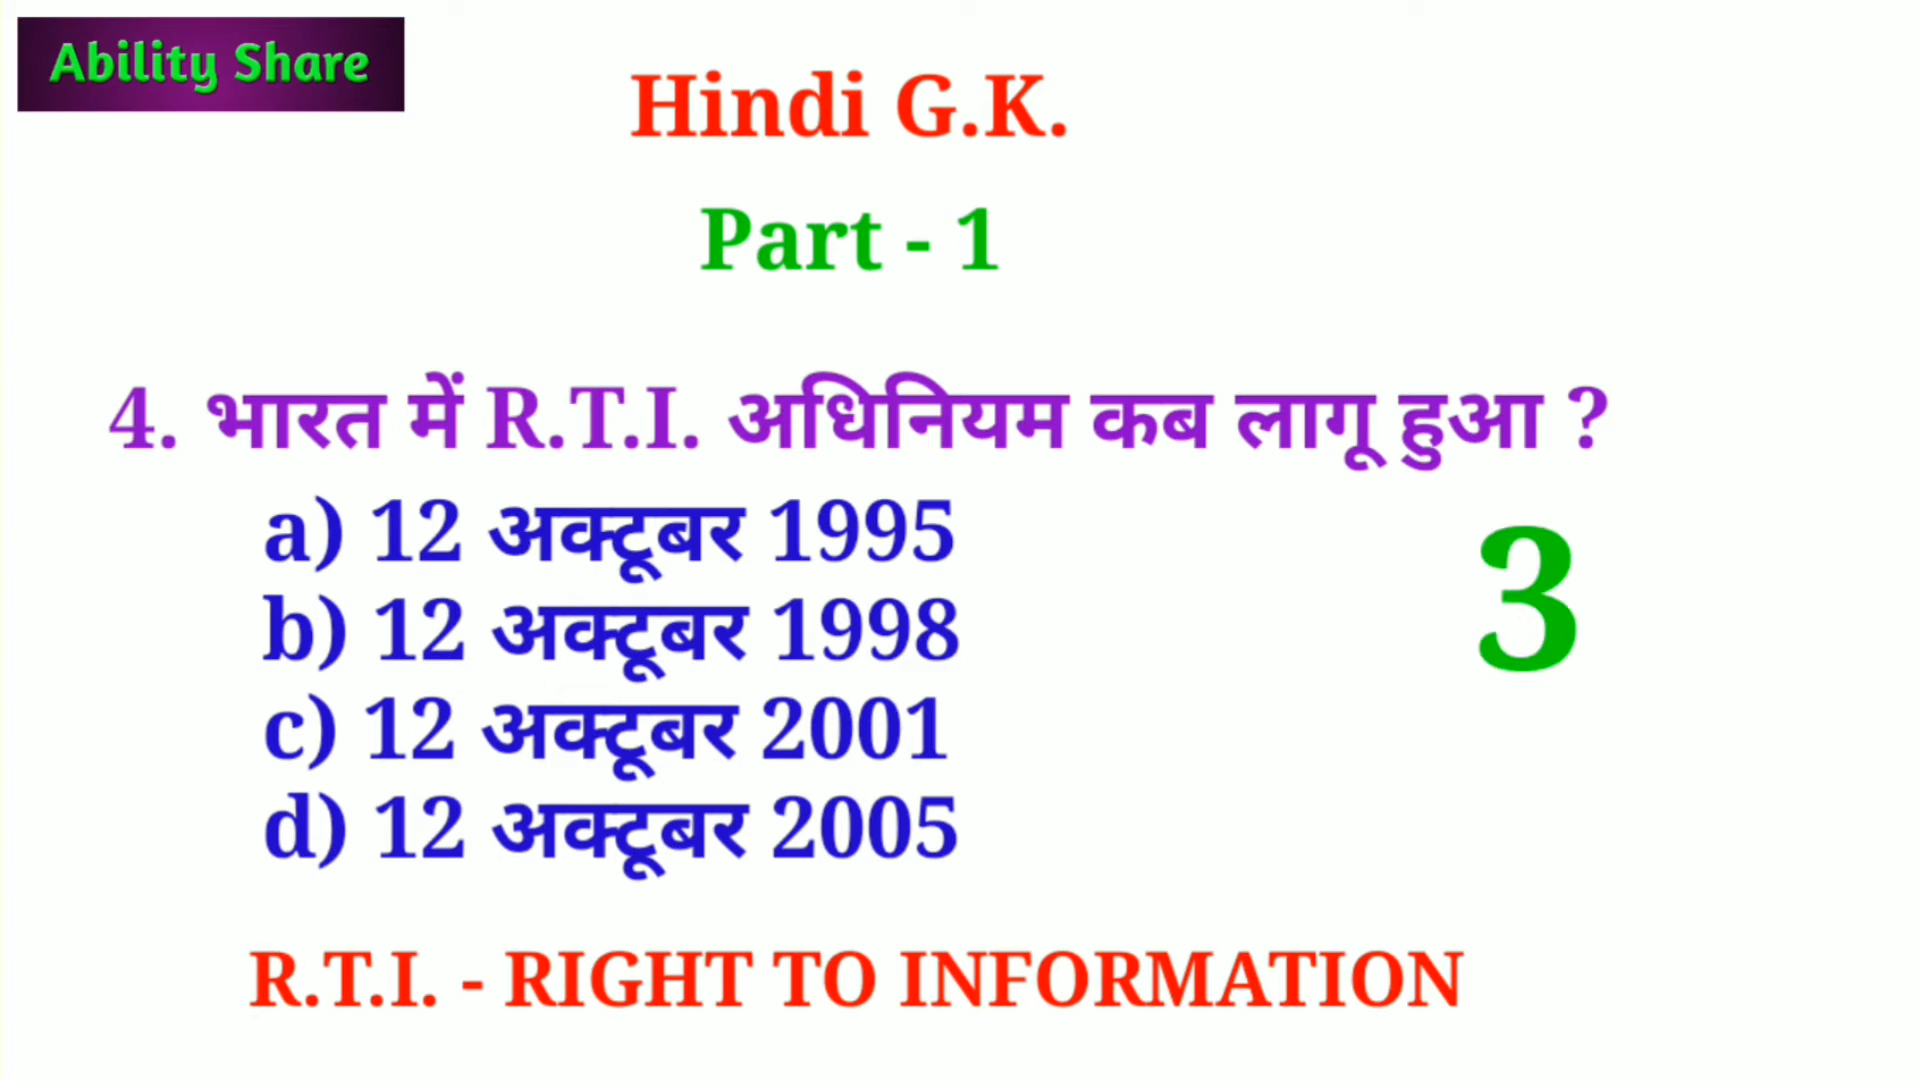 Ability Share
Hindi G.K.
Part - 1
4. भारत में R.T.I. अधिनियम कब लागू हुआ ?
a) 12 अक्टूबर 1995
b) 12 अक्टूबर 1998
3
c) 12 अक्टूबर 2001
d) 12 अक्टूबर 2005
R.T.I. - RIGHT TO INFORMATION